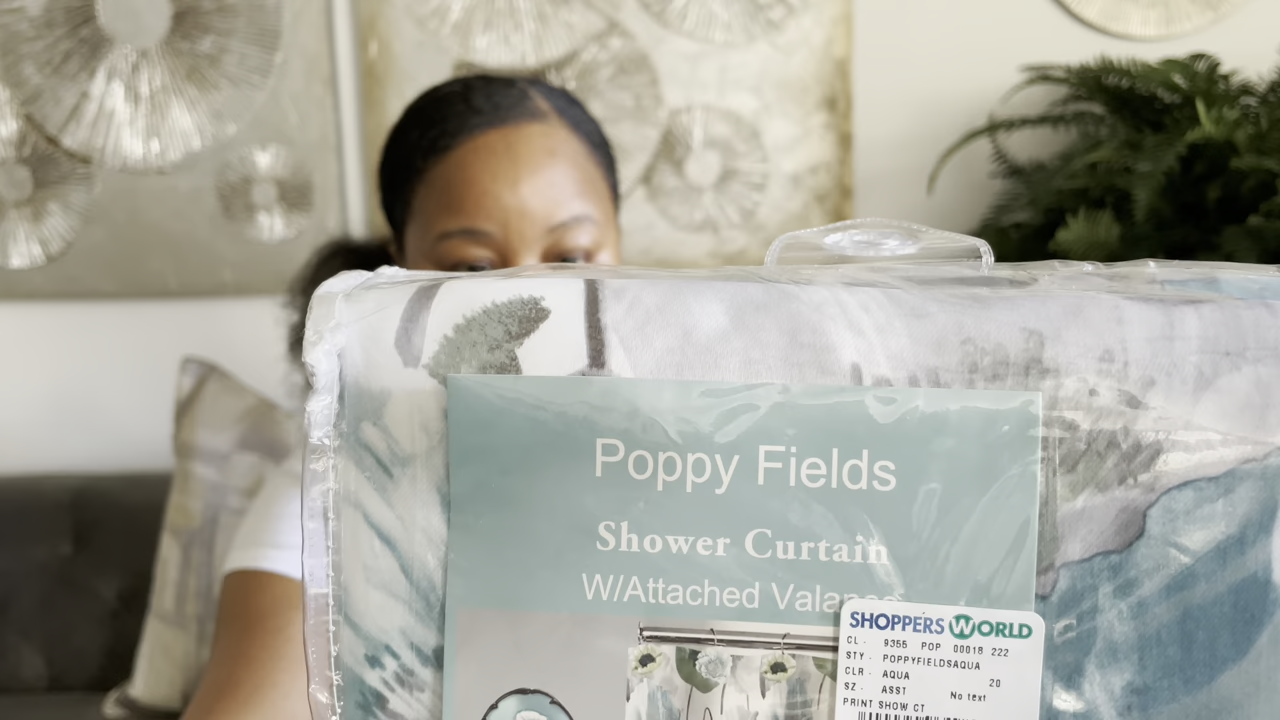 Poppy Fields
Shower Curtain
W/Attached Valance
SHOPPERS WORLD
CL - 9355 POP 00018 222
STY - POPPYFIELDSAQUA
CLR - AQUA 20
SZ - ASST No text
PRINT SHOW CT